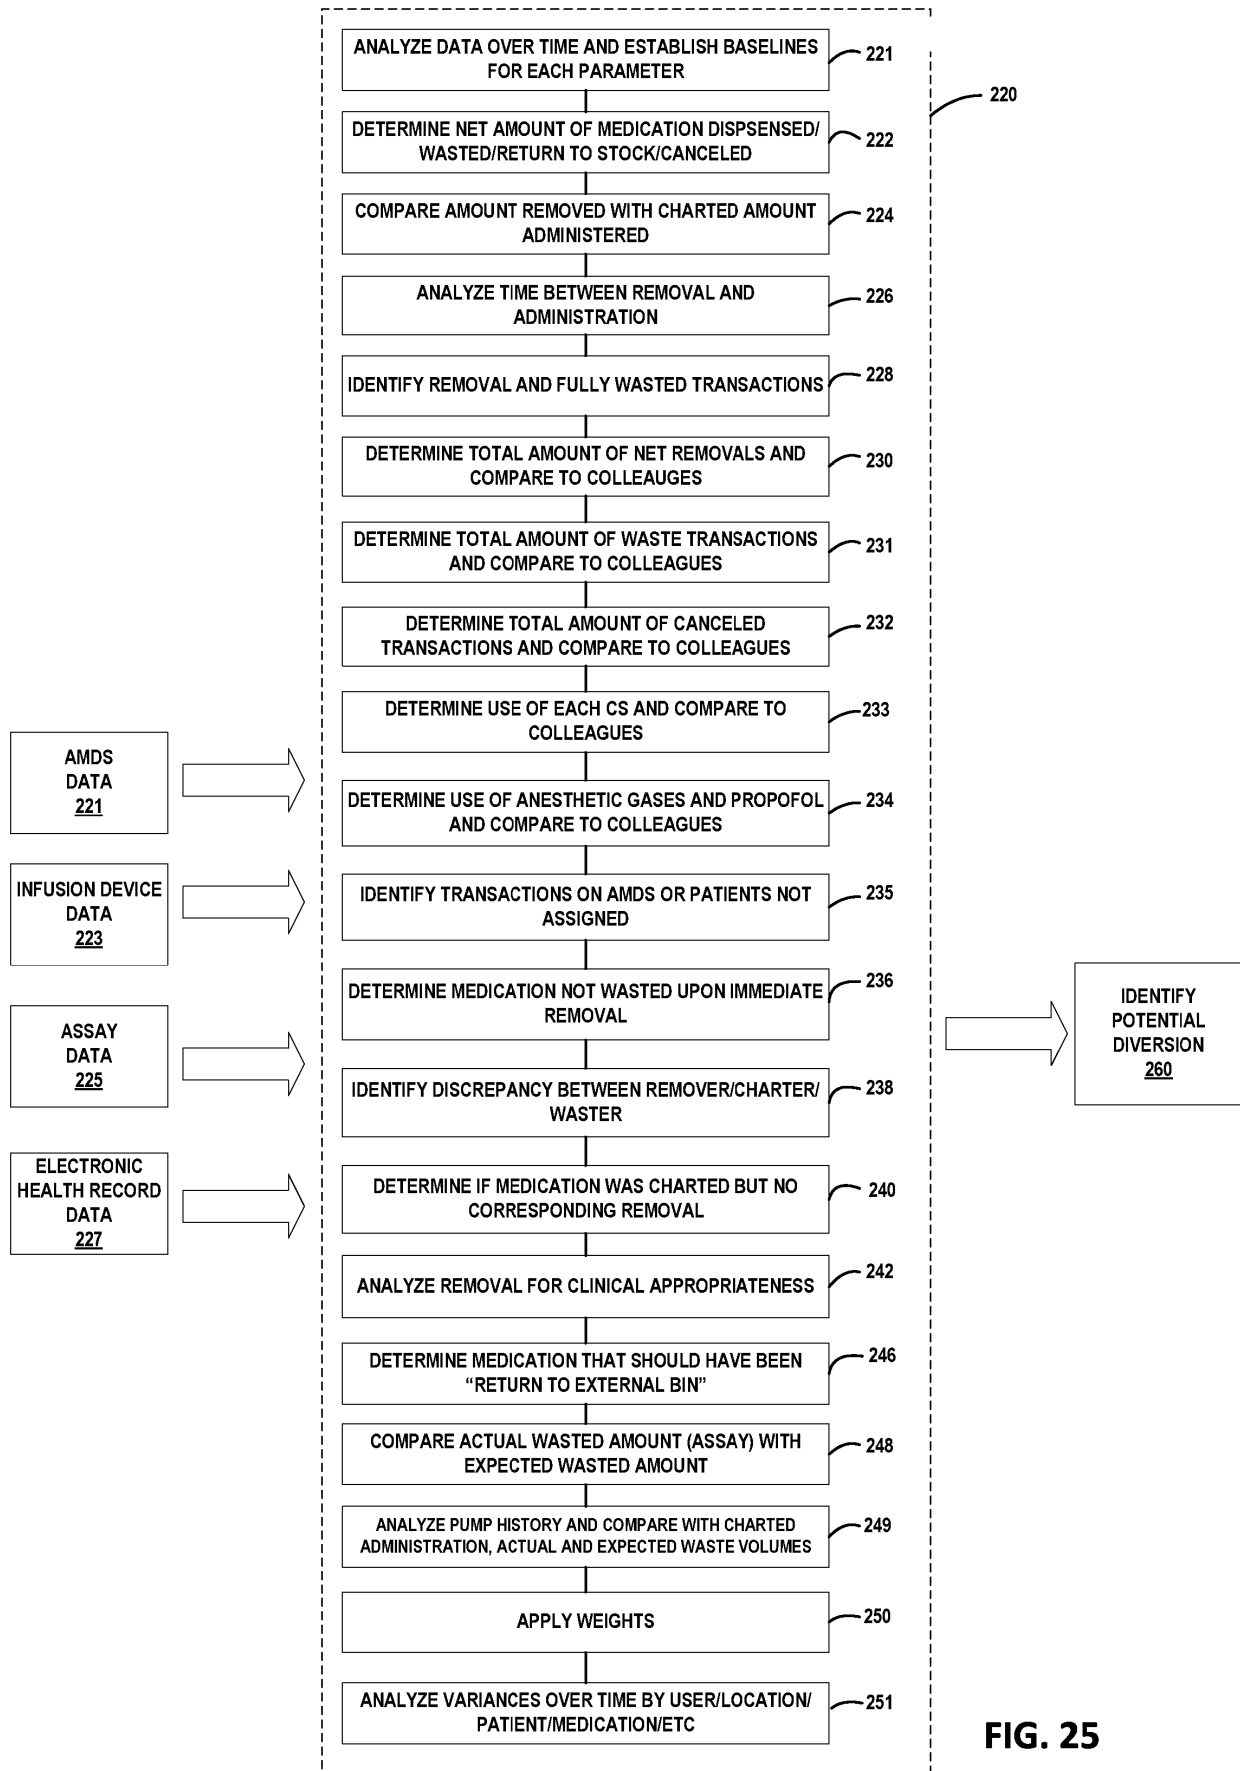 ANALYZE DATA OVER TIME AND ESTABLISH BASELINES
FOR EACH PARAMETER
221
220
DETERMINE NET AMOUNT OF MEDICATION DISPSENSED/
WASTED/RETURN TO STOCK/CANCELED
222
COMPARE AMOUNT REMOVED WITH CHARTED AMOUNT
ADMINISTERED
224
ANALYZE TIME BETWEEN REMOVAL AND
ADMINISTRATION
226
IDENTIFY REMOVAL AND FULLY WASTED TRANSACTIONS
228
DETERMINE TOTAL AMOUNT OF NET REMOVALS AND
COMPARE TO COLLEAUGES
230
DETERMINE TOTAL AMOUNT OF WASTE TRANSACTIONS
AND COMPARE TO COLLEAGUES
231
DETERMINE TOTAL AMOUNT OF CANCELED
TRANSACTIONS AND COMPARE TO COLLEAGUES
232
DETERMINE USE OF EACH CS AND COMPARE TO
COLLEAGUES
233
AMDS
DATA
221
DETERMINE USE OF ANESTHETIC GASES AND PROPOFOL
AND COMPARE TO COLLEAGUES
234
INFUSION DEVICE
DATA
223
IDENTIFY TRANSACTIONS ON AMDS OR PATIENTS NOT
ASSIGNED
235
DETERMINE MEDICATION NOT WASTED UPON IMMEDIATE
REMOVAL
236
ASSAY
DATA
225
IDENTIFY
POTENTIAL
DIVERSION
260
IDENTIFY DISCREPANCY BETWEEN REMOVER/CHARTER/
WASTER
238
ELECTRONIC
HEALTH RECORD
DATA
227
DETERMINE IF MEDICATION WAS CHARTED BUT NO
CORRESPONDING REMOVAL
240
ANALYZE REMOVAL FOR CLINICAL APPROPRIATENESS
242
DETERMINE MEDICATION THAT SHOULD HAVE BEEN
“RETURN TO EXTERNAL BIN”
246
COMPARE ACTUAL WASTED AMOUNT (ASSAY) WITH
EXPECTED WASTED AMOUNT
248
ANALYZE PUMP HISTORY AND COMPARE WITH CHARTED
ADMINISTRATION, ACTUAL AND EXPECTED WASTE VOLUMES
249
APPLY WEIGHTS
250
ANALYZE VARIANCES OVER TIME BY USER/LOCATION/
PATIENT/MEDICATION/ETC
251
FIG. 25